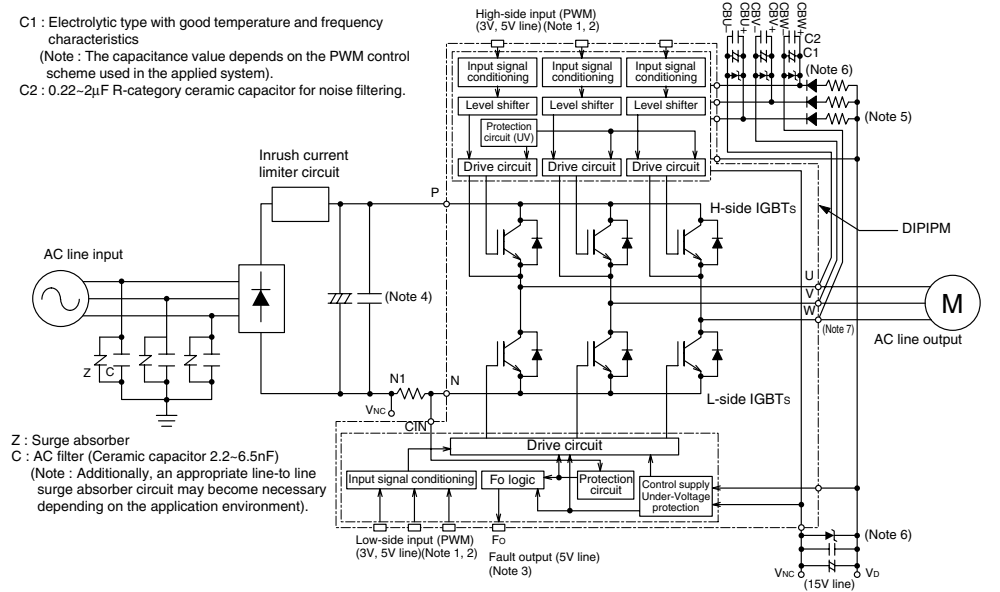 C1 : Electrolytic type with good temperature and frequency
characteristics
(Note : The capacitance value depends on the PWM control
scheme used in the applied system).
C2 : 0.22~2μF R-category ceramic capacitor for noise filtering.
High-side input (PWM)
(3V, 5V line) (Note 1, 2)
CBU-
CBU+
CBV-
CBV+
CBW-
CBW+
C2
C1
(Note 6)
(Note 5)
Input signal
conditioning
Input signal
conditioning
Input signal
conditioning
Level shifter
Level shifter
Level shifter
Protection
circuit (UV)
Drive circuit
Drive circuit
Drive circuit
Inrush current
limiter circuit
P
H-side IGBTs
DIPIPM
AC line input
(Note 4)
U
V
W
(Note 7)
M
AC line output
Z
C
N1
N
VNC
CIN
L-side IGBTs
Z : Surge absorber
C : AC filter (Ceramic capacitor 2.2~6.5nF)
(Note : Additionally, an appropriate line-to line
surge absorber circuit may become necessary
depending on the application environment).
Drive circuit
Input signal conditioning
Fo logic
Protection
circuit
Control supply
Under-Voltage
protection
Low-side input (PWM)
(3V, 5V line)(Note 1, 2)
FO
Fault output (5V line)
(Note 3)
(Note 6)
VNC
VD
(15V line)